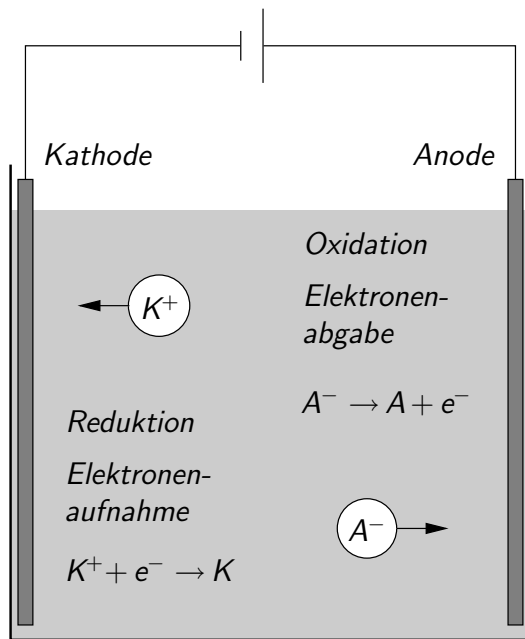 Kathode
Anode
Oxidation
Elektronen-
abgabe
A⁻ → A + e⁻
K⁺
Reduktion
Elektronen-
aufnahme
K⁺ + e⁻ → K
A⁻